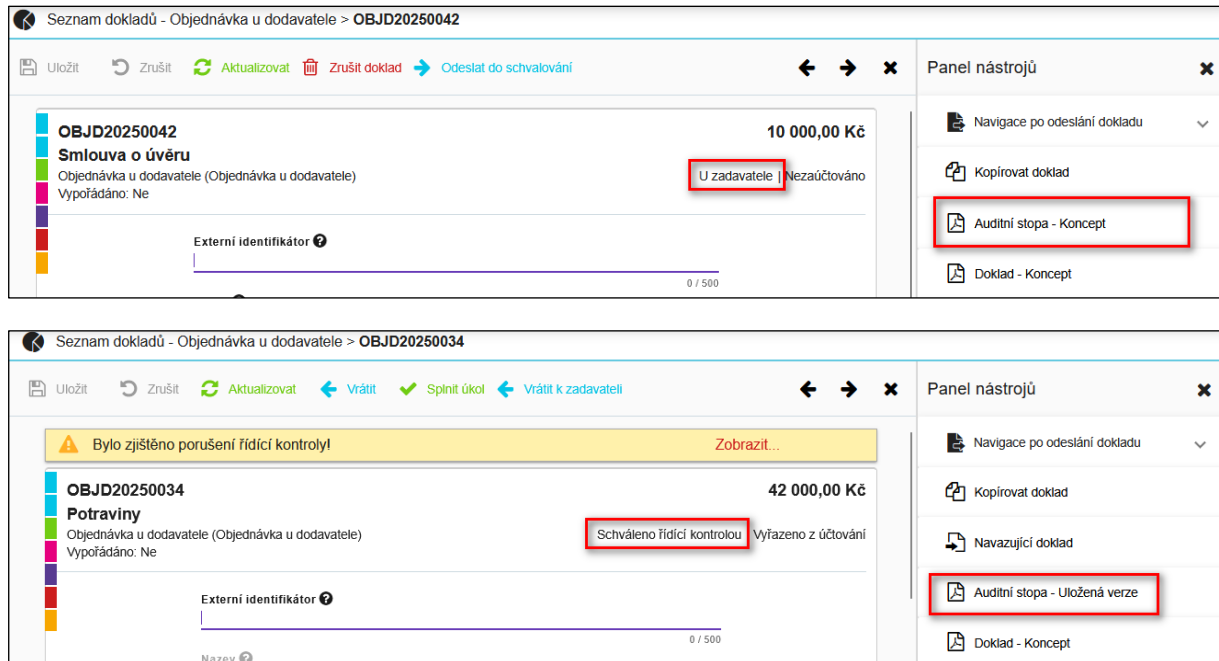 Seznam dokladů - Objednávka u dodavatele > OBJD20250042
Uložit Zrušit Aktualizovat Zrušit doklad Odeslat do schvalování
Panel nástrojů
OBJD20250042 10 000,00 Kč
Smlouva o úvěru
Objednávka u dodavatele (Objednávka u dodavatele) U zadavatele | Nezaúčtováno
Vypořádáno: Ne
Externí identifikátor
0 / 500
Navigace po odeslání dokladu
Kopírovat doklad
Auditní stopa - Koncept
Doklad - Koncept
Seznam dokladů - Objednávka u dodavatele > OBJD20250034
Uložit Zrušit Aktualizovat Vrátit Splnit úkol Vrátit k zadavateli
Panel nástrojů
Bylo zjištěno porušení řídící kontroly! Zobrazit...
OBJD20250034 42 000,00 Kč
Potraviny
Objednávka u dodavatele (Objednávka u dodavatele) Schváleno řídící kontrolou Vyřazeno z účtování
Vypořádáno: Ne
Externí identifikátor
0 / 500
Navigace po odeslání dokladu
Kopírovat doklad
Navazující doklad
Auditní stopa - Uložená verze
Doklad - Koncept